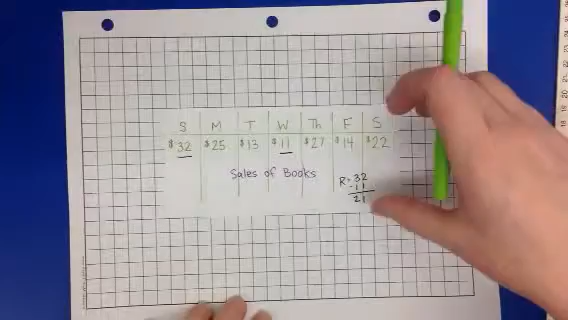 S M T W Th F S
$32 $25 $13 $11 $27 $14 $22
Sales of Books
R = 32
- 11
21